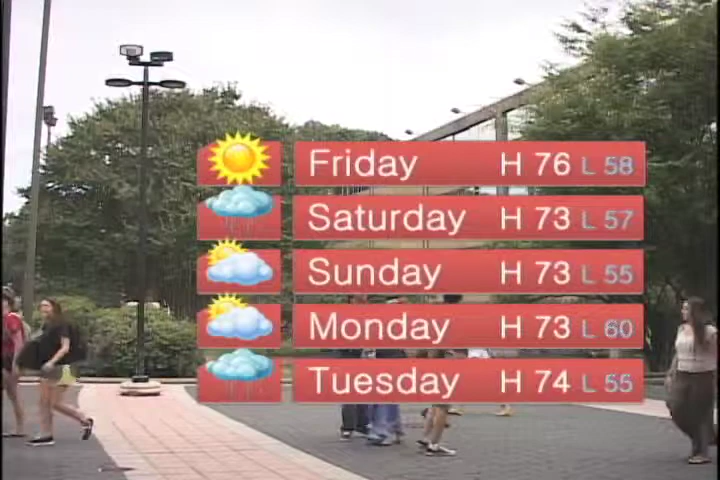 Friday H 76 L 58
Saturday H 73 L 57
Sunday H 73 L 55
Monday H 73 L 60
Tuesday H 74 L 55